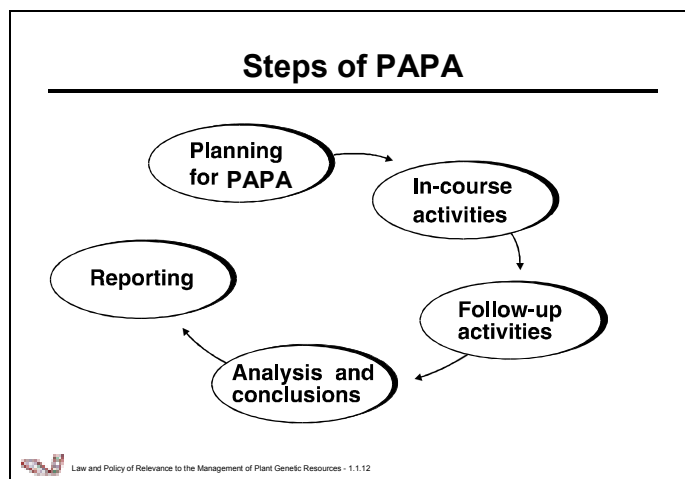 Steps of PAPA
Planning
for PAPA
In-course
activities
Follow-up
activities
Analysis and
conclusions
Reporting
Law and Policy of Relevance to the Management of Plant Genetic Resources - 1.1.12